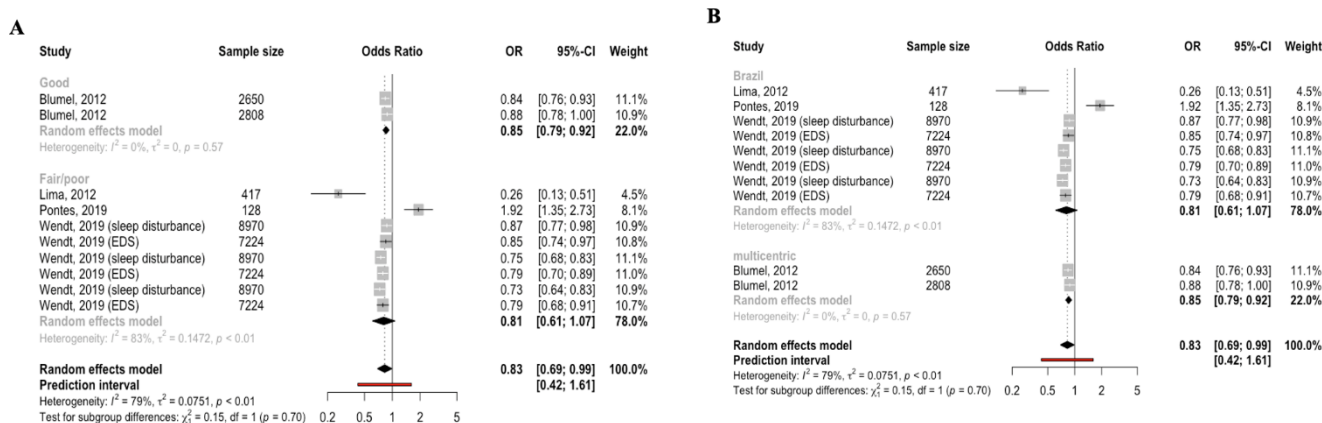 A
Study Sample size Odds Ratio OR 95%-CI Weight
Good
Blumel, 2012 2650 0.84 [0.76; 0.93] 11.1%
Blumel, 2012 2808 0.88 [0.78; 1.00] 10.9%
Random effects model 0.85 [0.79; 0.92] 22.0%
Heterogeneity: I² = 0%, τ² = 0, p = 0.57
Fair/poor
Lima, 2012 417 0.26 [0.13; 0.51] 4.5%
Pontes, 2019 128 1.92 [1.35; 2.73] 8.1%
Wendt, 2019 (sleep disturbance) 8970 0.87 [0.77; 0.98] 10.9%
Wendt, 2019 (EDS) 7224 0.85 [0.74; 0.97] 10.8%
Wendt, 2019 (sleep disturbance) 8970 0.75 [0.68; 0.83] 11.1%
Wendt, 2019 (EDS) 7224 0.79 [0.70; 0.89] 11.0%
Wendt, 2019 (sleep disturbance) 8970 0.73 [0.64; 0.83] 10.9%
Wendt, 2019 (EDS) 7224 0.79 [0.68; 0.91] 10.7%
Random effects model 0.81 [0.61; 1.07] 78.0%
Heterogeneity: I² = 83%, τ² = 0.1472, p < 0.01
Random effects model 0.83 [0.69; 0.99] 100.0%
Prediction interval [0.42; 1.61]
Heterogeneity: I² = 79%, τ² = 0.0751, p < 0.01
Test for subgroup differences: χ²₁ = 0.15, df = 1 (p = 0.70)
0.2 0.5 1 2 5
B
Study Sample size Odds Ratio OR 95%-CI Weight
Brazil
Lima, 2012 417 0.26 [0.13; 0.51] 4.5%
Pontes, 2019 128 1.92 [1.35; 2.73] 8.1%
Wendt, 2019 (sleep disturbance) 8970 0.87 [0.77; 0.98] 10.9%
Wendt, 2019 (EDS) 7224 0.85 [0.74; 0.97] 10.8%
Wendt, 2019 (sleep disturbance) 8970 0.75 [0.68; 0.83] 11.1%
Wendt, 2019 (EDS) 7224 0.79 [0.70; 0.89] 11.0%
Wendt, 2019 (sleep disturbance) 8970 0.73 [0.64; 0.83] 10.9%
Wendt, 2019 (EDS) 7224 0.79 [0.68; 0.91] 10.7%
Random effects model 0.81 [0.61; 1.07] 78.0%
Heterogeneity: I² = 83%, τ² = 0.1472, p < 0.01
multicentric
Blumel, 2012 2650 0.84 [0.76; 0.93] 11.1%
Blumel, 2012 2808 0.88 [0.78; 1.00] 10.9%
Random effects model 0.85 [0.79; 0.92] 22.0%
Heterogeneity: I² = 0%, τ² = 0, p = 0.57
Random effects model 0.83 [0.69; 0.99] 100.0%
Prediction interval [0.42; 1.61]
Heterogeneity: I² = 79%, τ² = 0.0751, p < 0.01
Test for subgroup differences: χ²₁ = 0.15, df = 1 (p = 0.70)
0.2 0.5 1 2 5